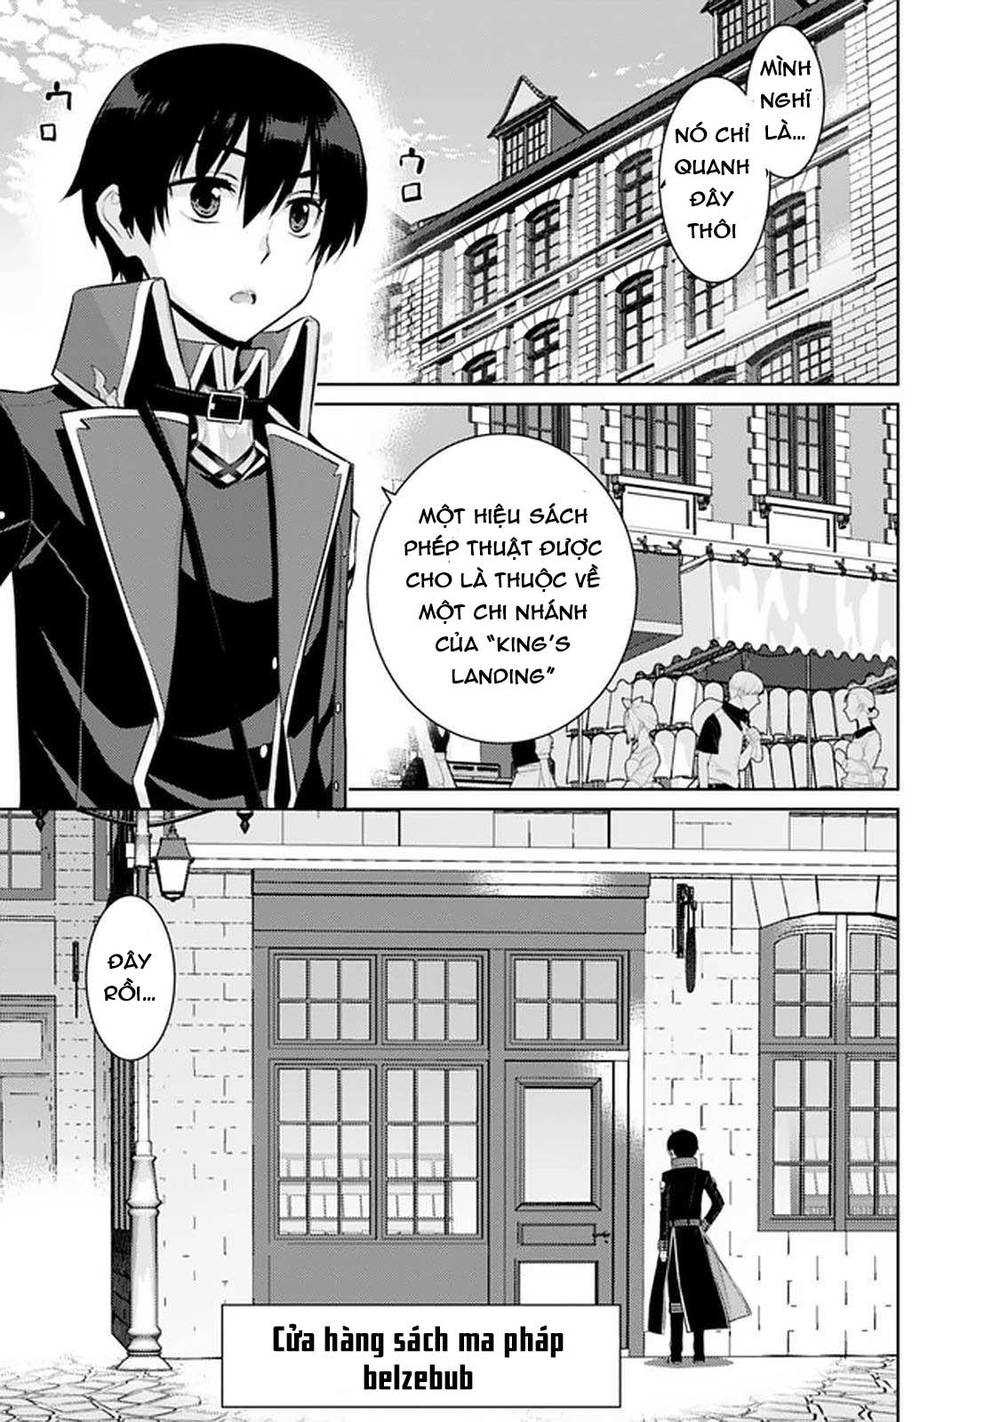 MÌNH
NGHĨ
LÀ...
NÓ CHỈ
QUANH
ĐÂY
THÔI
ウロ
ウロ
MỘT HIỆU SÁCH
PHÉP THUẬT ĐƯỢC
CHO LÀ THUỘC VỀ
MỘT CHI NHÁNH
CỦA "KING'S
LANDING"
ĐÂY
RỒI...
Cửa hàng sách ma pháp
belzebub